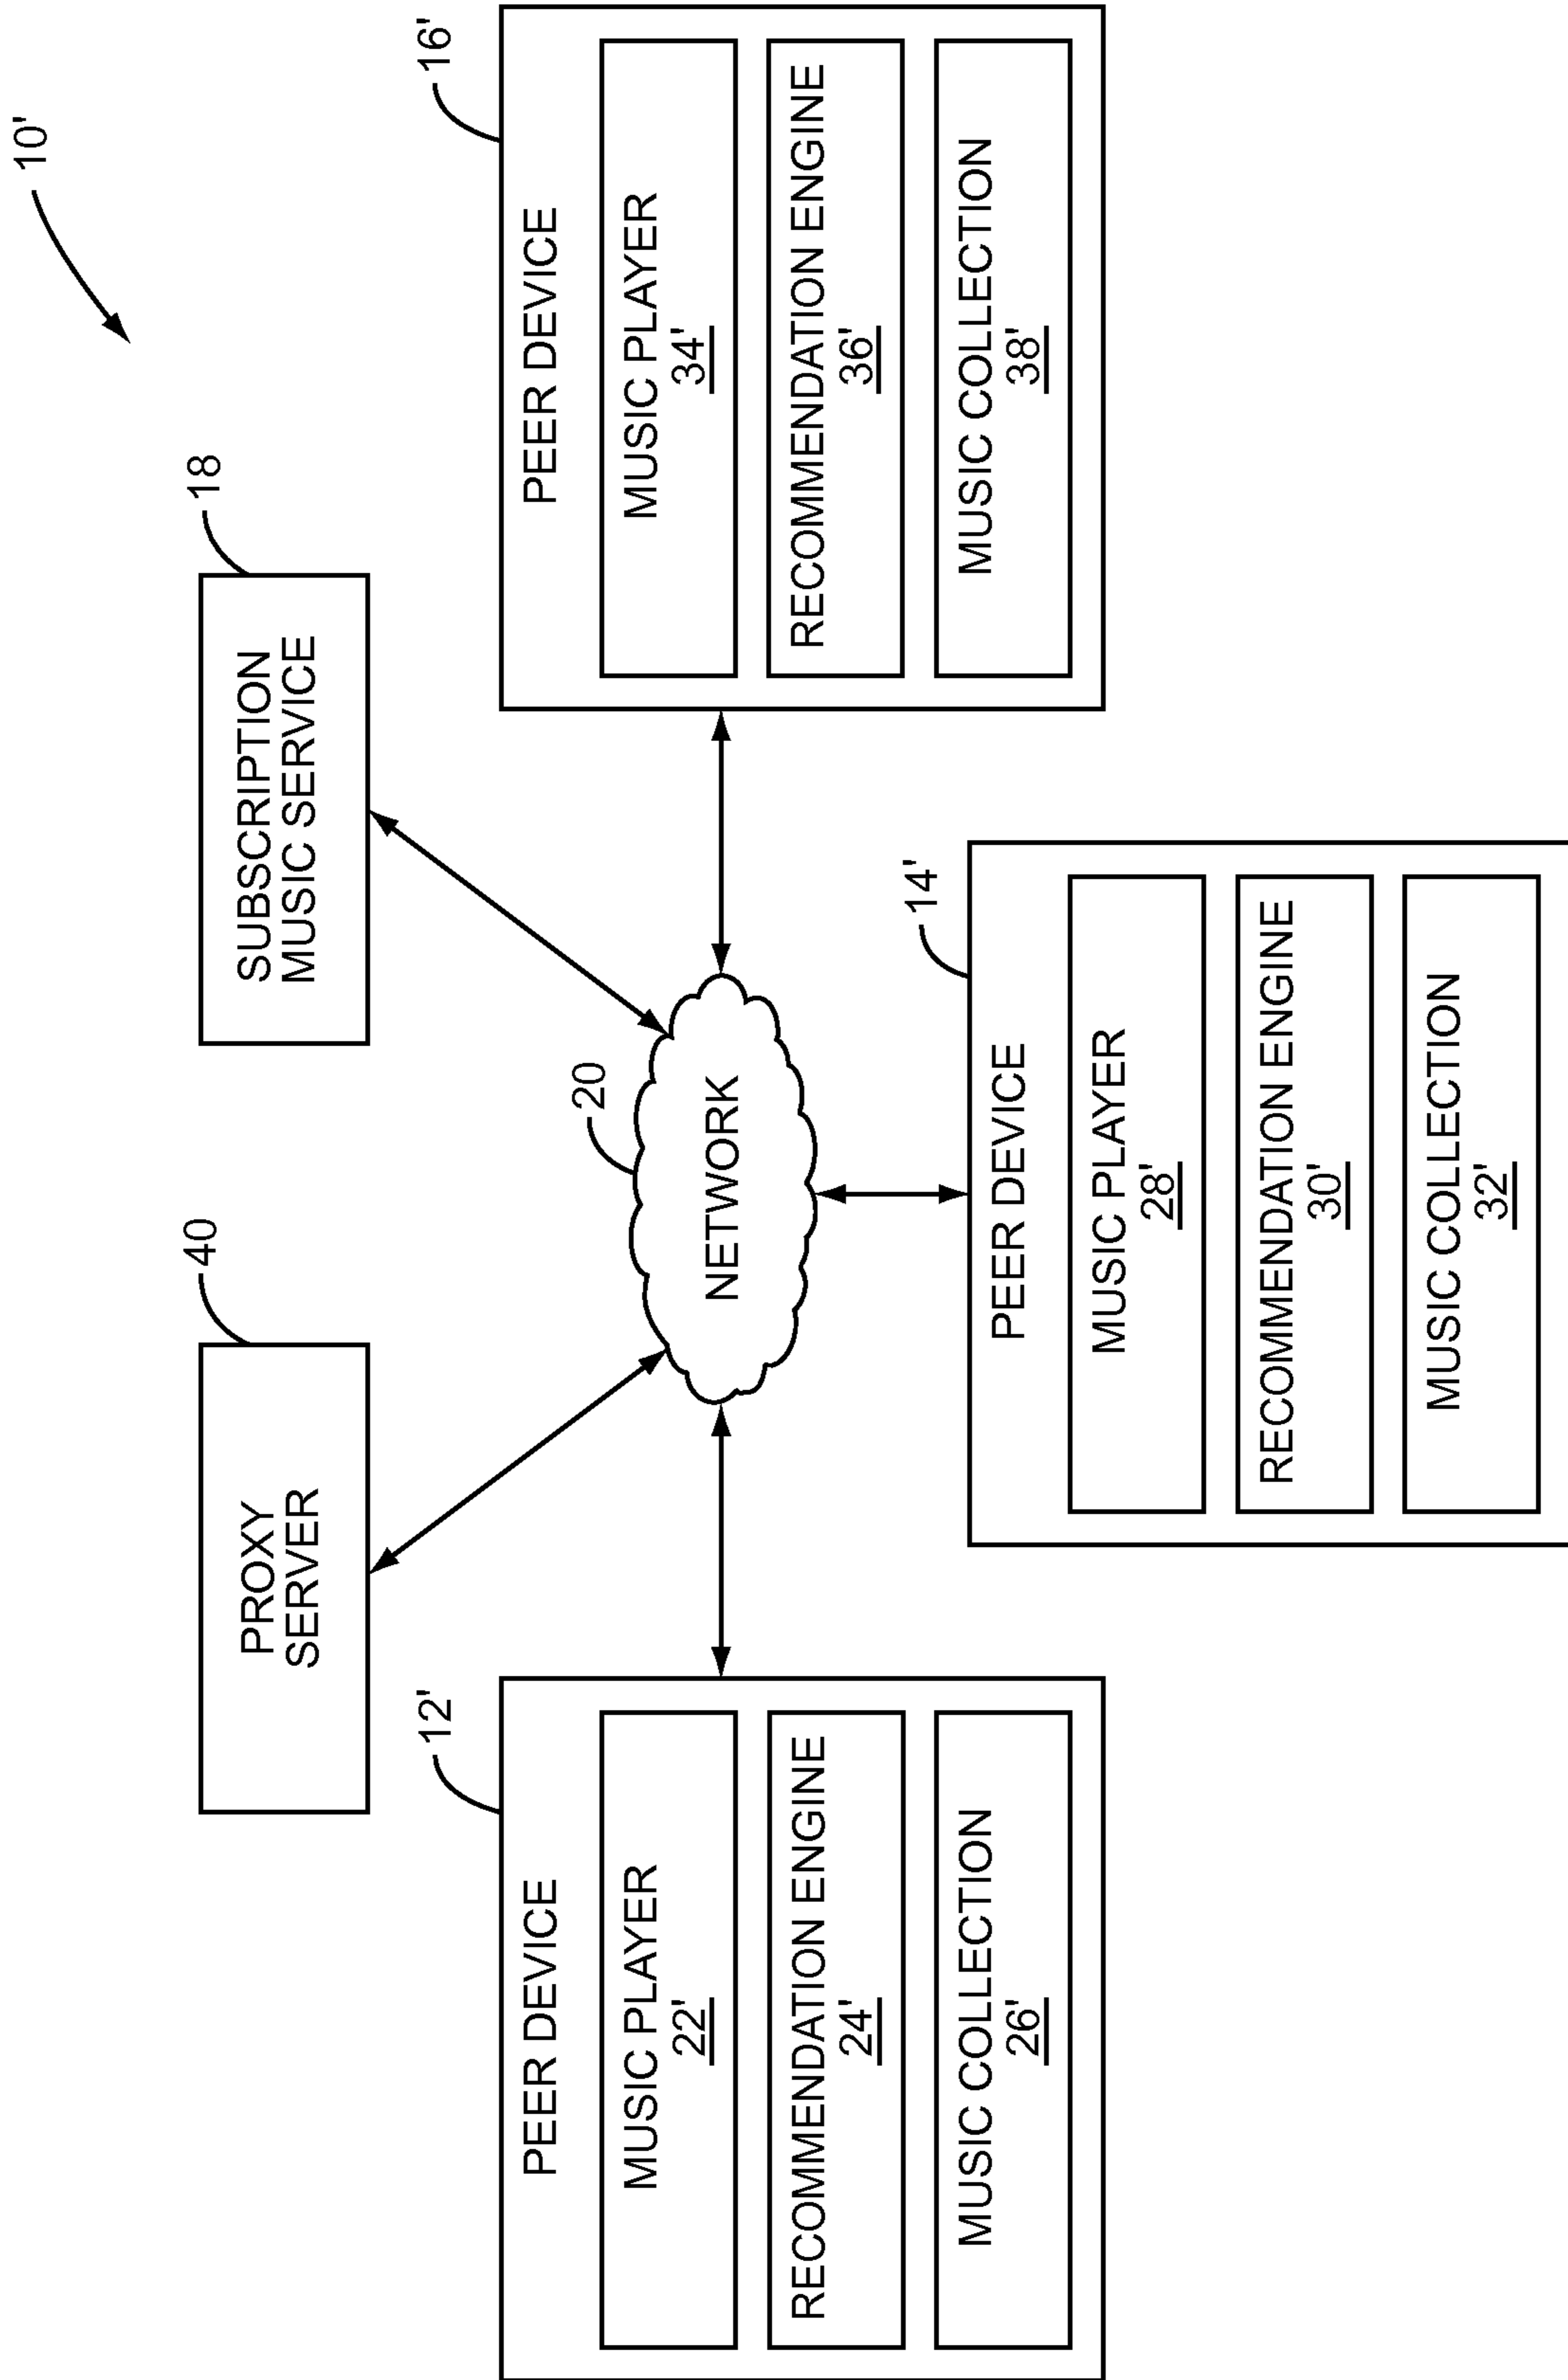 10'
40
PROXY
SERVER
18
SUBSCRIPTION
MUSIC SERVICE
20
NETWORK
12'
PEER DEVICE
MUSIC PLAYER
22'
RECOMMENDATION ENGINE
24'
MUSIC COLLECTION
26'
16'
PEER DEVICE
MUSIC PLAYER
34'
RECOMMENDATION ENGINE
36'
MUSIC COLLECTION
38'
14'
PEER DEVICE
MUSIC PLAYER
28'
RECOMMENDATION ENGINE
30'
MUSIC COLLECTION
32'